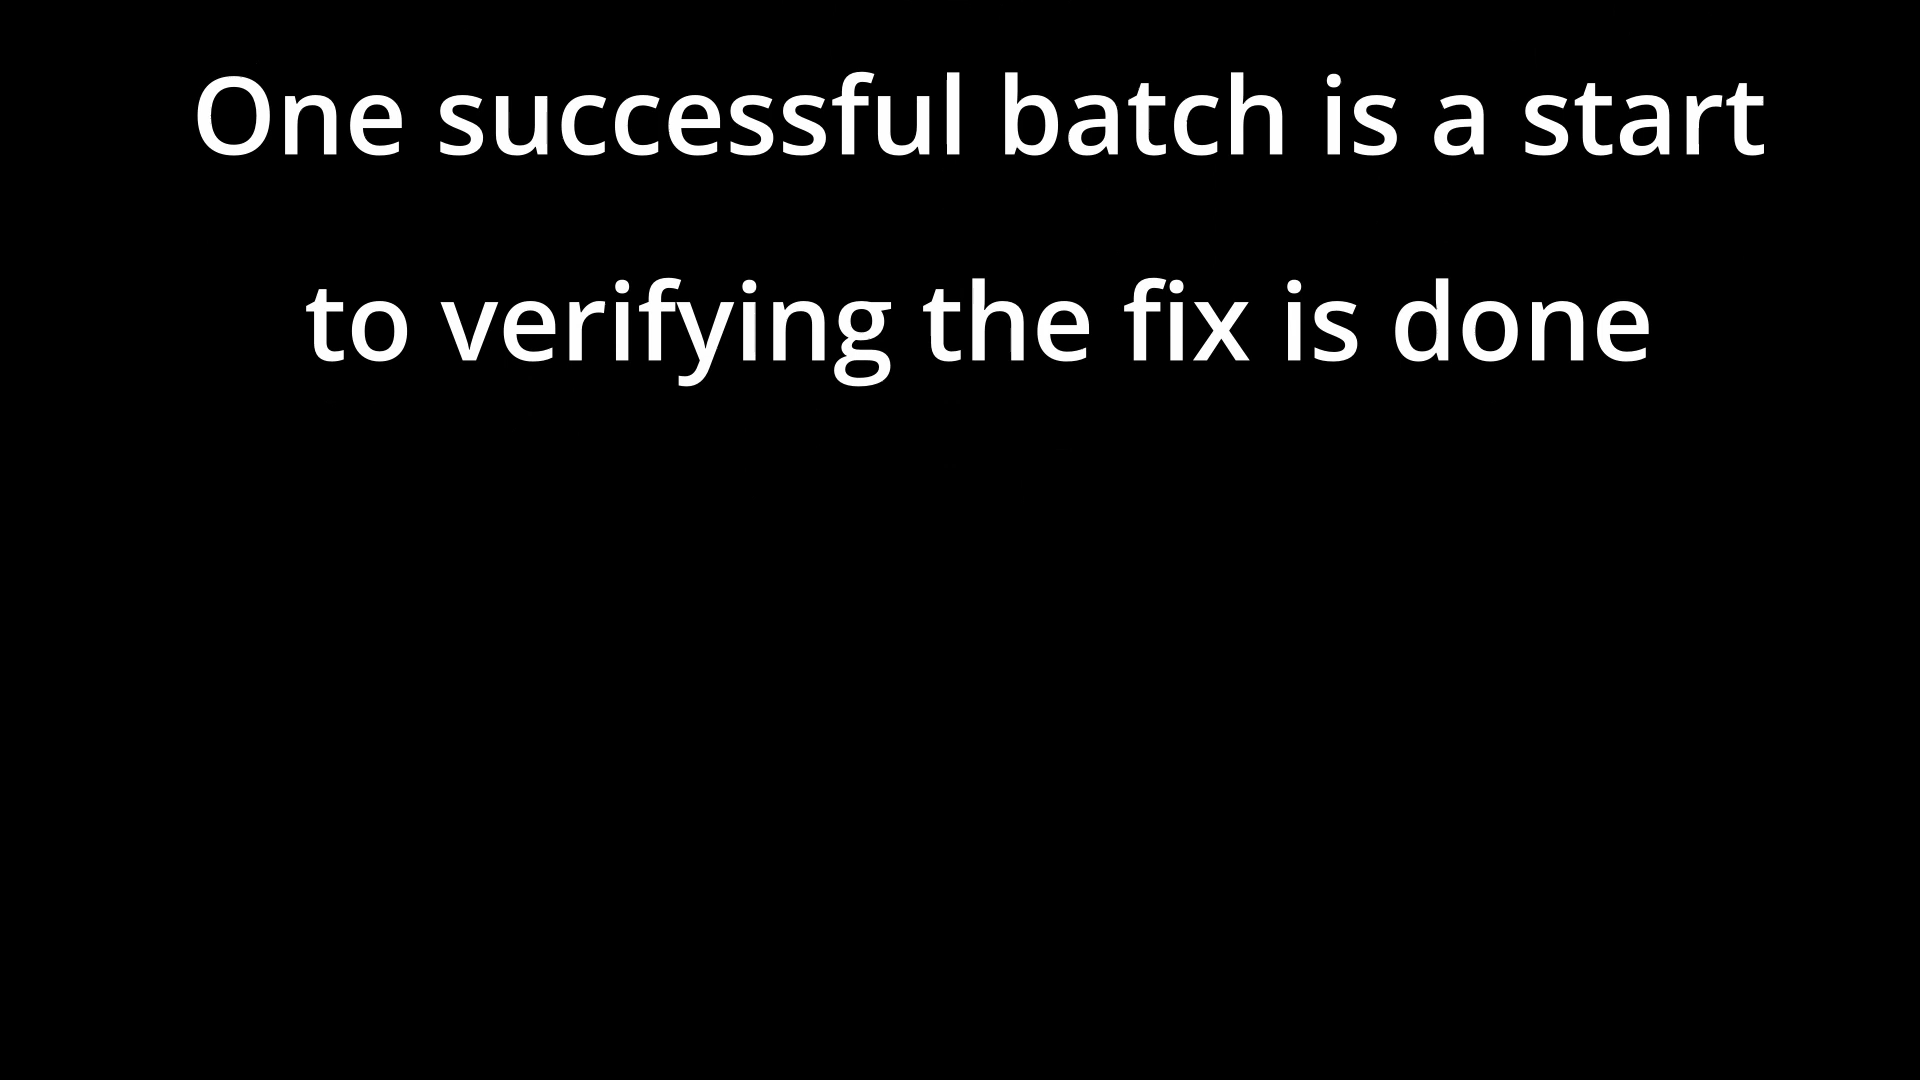 One successful batch is a start
to verifying the fix is done